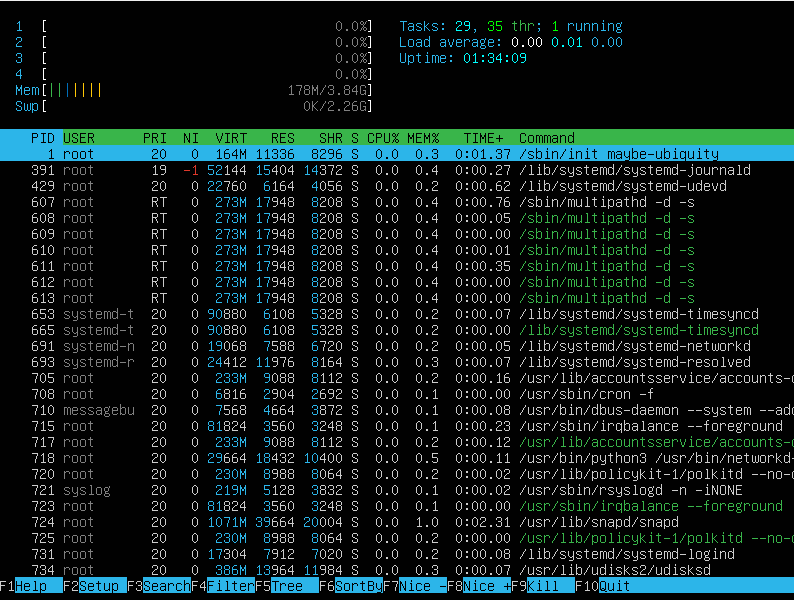 1 [ 0.0%] Tasks: 29, 35 thr; 1 running
2 [ 0.0%] Load average: 0.00 0.01 0.00
3 [ 0.0%] Uptime: 01:34:09
4 [ 0.0%]
Mem[||||||| 178M/3.84G]
Swp[ 0K/2.26G]
PID USER PRI NI VIRT RES SHR S CPU% MEM% TIME+ Command
1 root 20 0 164M 11336 8296 S 0.0 0.3 0:01.37 /sbin/init maybe-ubiquity
391 root 19 -1 52144 15404 14372 S 0.0 0.4 0:00.27 /lib/systemd/systemd-journald
429 root 20 0 22760 6164 4056 S 0.0 0.2 0:00.62 /lib/systemd/systemd-udevd
607 root RT 0 273M 17948 8208 S 0.0 0.4 0:00.76 /sbin/multipathd -d -s
608 root RT 0 273M 17948 8208 S 0.0 0.4 0:00.05 /sbin/multipathd -d -s
609 root RT 0 273M 17948 8208 S 0.0 0.4 0:00.00 /sbin/multipathd -d -s
610 root RT 0 273M 17948 8208 S 0.0 0.4 0:00.01 /sbin/multipathd -d -s
611 root RT 0 273M 17948 8208 S 0.0 0.4 0:00.35 /sbin/multipathd -d -s
612 root RT 0 273M 17948 8208 S 0.0 0.4 0:00.00 /sbin/multipathd -d -s
613 root RT 0 273M 17948 8208 S 0.0 0.4 0:00.00 /sbin/multipathd -d -s
653 systemd-t 20 0 90880 6108 5328 S 0.0 0.2 0:00.07 /lib/systemd/systemd-timesyncd
665 systemd-t 20 0 90880 6108 5328 S 0.0 0.2 0:00.00 /lib/systemd/systemd-timesyncd
691 systemd-n 20 0 19068 7588 6720 S 0.0 0.2 0:00.05 /lib/systemd/systemd-networkd
693 systemd-r 20 0 24412 11976 8164 S 0.0 0.3 0:00.07 /lib/systemd/systemd-resolved
705 root 20 0 233M 9088 8112 S 0.0 0.2 0:00.16 /usr/lib/accountsservice/accounts-d
708 root 20 0 6816 2904 2692 S 0.0 0.1 0:00.00 /usr/sbin/cron -f
710 messagebu 20 0 7568 4664 3872 S 0.0 0.1 0:00.08 /usr/bin/dbus-daemon --system --add
715 root 20 0 81824 3560 3248 S 0.0 0.1 0:00.23 /usr/sbin/irqbalance --foreground
717 root 20 0 233M 9088 8112 S 0.0 0.2 0:00.12 /usr/lib/accountsservice/accounts-d
718 root 20 0 29664 18432 10400 S 0.0 0.5 0:00.11 /usr/bin/python3 /usr/bin/networkd-
720 root 20 0 230M 8988 8064 S 0.0 0.2 0:00.02 /usr/lib/policykit-1/polkitd --no-d
721 syslog 20 0 219M 5128 3832 S 0.0 0.1 0:00.02 /usr/sbin/rsyslogd -n -iNONE
723 root 20 0 81824 3560 3248 S 0.0 0.1 0:00.00 /usr/sbin/irqbalance --foreground
724 root 20 0 1071M 39664 20004 S 0.0 1.0 0:02.31 /usr/lib/snapd/snapd
725 root 20 0 230M 8988 8064 S 0.0 0.2 0:00.00 /usr/lib/policykit-1/polkitd --no-d
731 root 20 0 17304 7912 7020 S 0.0 0.2 0:00.08 /lib/systemd/systemd-logind
734 root 20 0 386M 13964 11984 S 0.0 0.3 0:00.07 /usr/lib/udisks2/udisksd
F1Help F2Setup F3SearchF4FilterF5Tree F6SortByF7Nice -F8Nice +F9Kill F10Quit